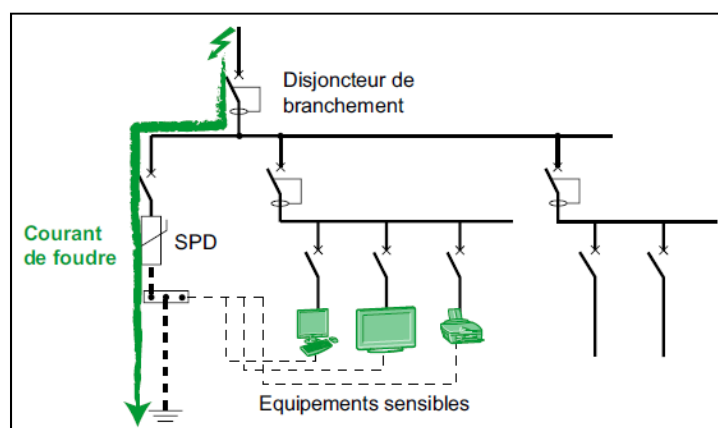 Disjoncteur de
branchement
Courant
de foudre
SPD
Equipements sensibles